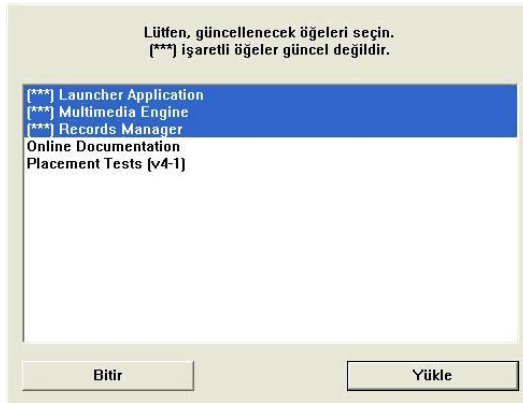 Lütfen, güncellenecek öğeleri seçin.
(***) işaretli öğeler güncel değildir.
(***) Launcher Application
(***) Multimedia Engine
(***) Records Manager
Online Documentation
Placement Tests (v4-1)
Bitir
Yükle